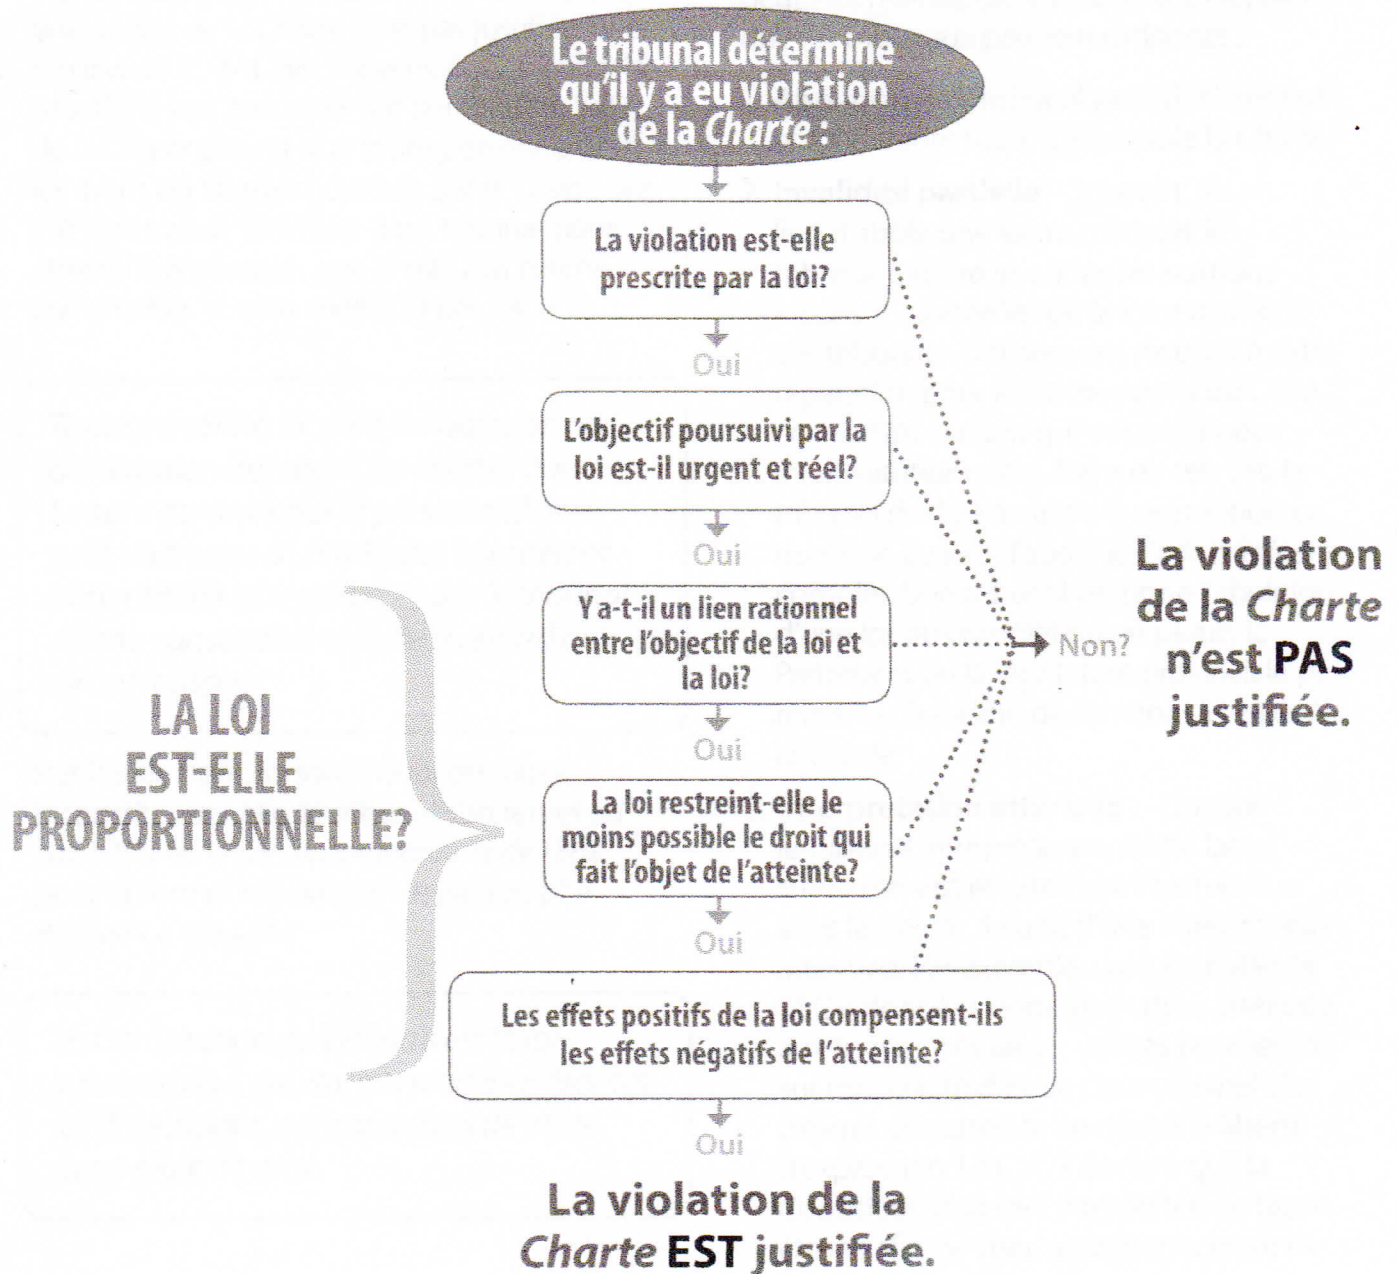 Le tribunal détermine
qu'il y a eu violation
de la Charte :
La violation est-elle
prescrite par la loi?
Oui
L'objectif poursuivi par la
loi est-il urgent et réel?
Oui
Y a-t-il un lien rationnel
entre l'objectif de la loi et
la loi?
Oui
La loi restreint-elle le
moins possible le droit qui
fait l'objet de l'atteinte?
Oui
Les effets positifs de la loi compensent-ils
les effets négatifs de l'atteinte?
Oui
La violation de la
Charte EST justifiée.
LA LOI
EST-ELLE
PROPORTIONNELLE?
Non?
La violation
de la Charte
n'est PAS
justifiée.